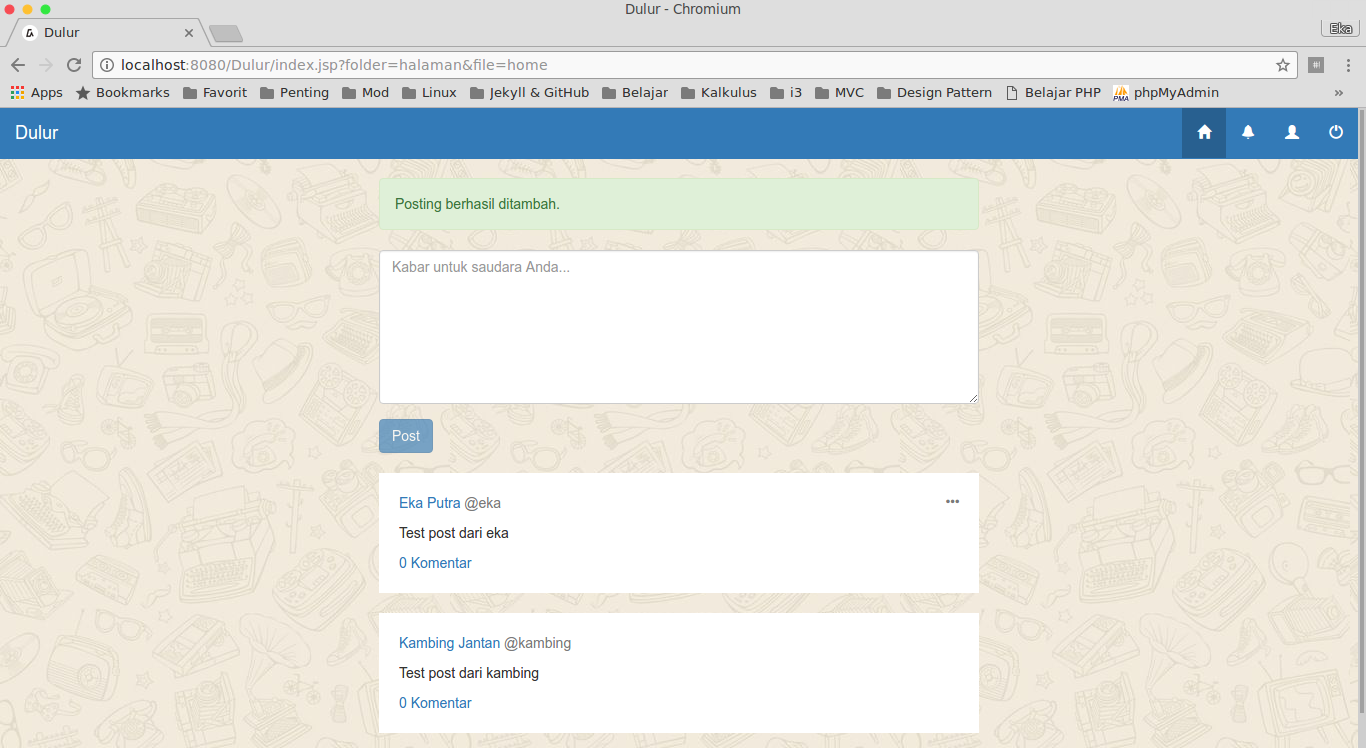 Dulur - Chromium
Dulur
Eka
localhost:8080/Dulur/index.jsp?folder=halaman&file=home
#!
Apps Bookmarks Favorit Penting Mod Linux Jekyll & GitHub Belajar Kalkulus i3 MVC Design Pattern Belajar PHP PMA phpMyAdmin »
Dulur
Posting berhasil ditambah.
Kabar untuk saudara Anda...
Post
Eka Putra @eka
Test post dari eka
0 Komentar
Kambing Jantan @kambing
Test post dari kambing
0 Komentar